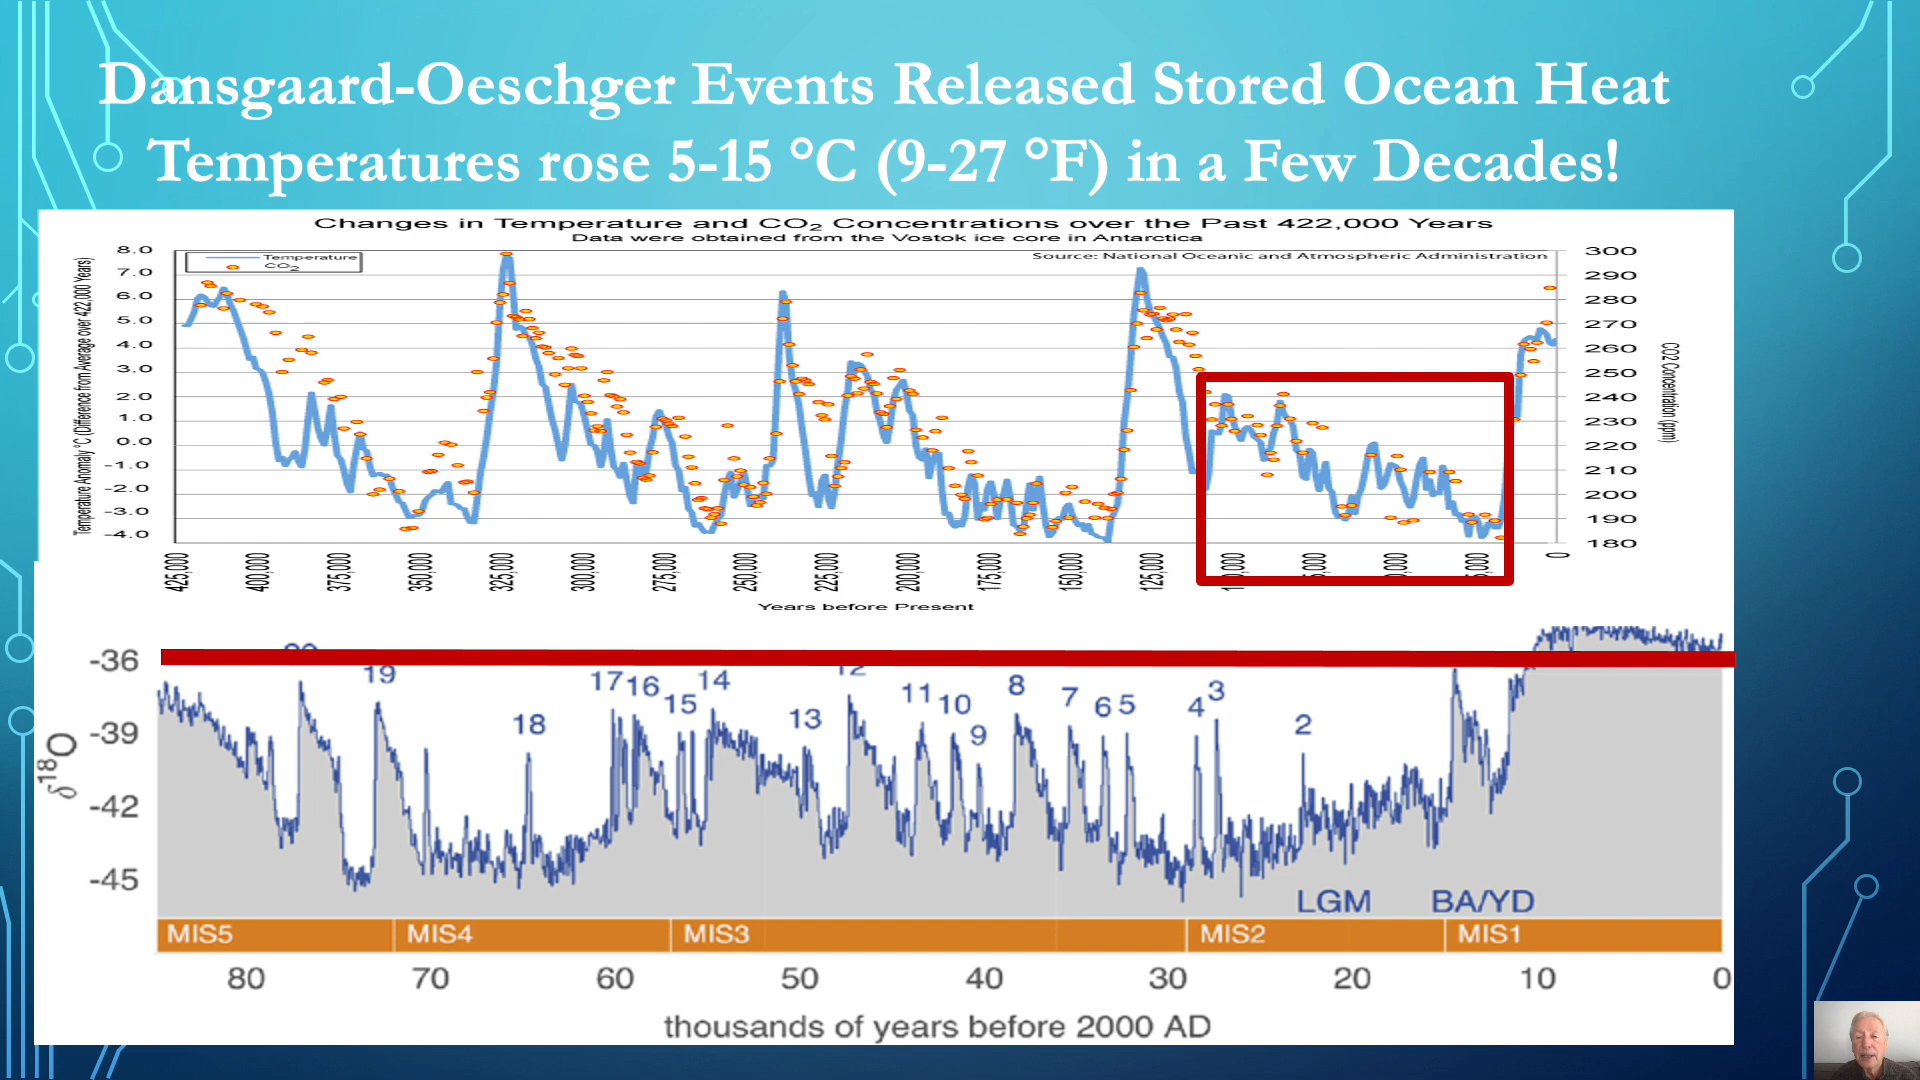 Dansgaard-Oeschger Events Released Stored Ocean Heat
Temperatures rose 5-15 °C (9-27 °F) in a Few Decades!
Changes in Temperature and CO₂ Concentrations over the Past 422,000 Years
Data were obtained from the Vostok ice core in Antarctica
Temperature
CO₂
Source: National Oceanic and Atmospheric Administration
Temperature Anomaly °C (Difference from Average over 422,000 Years)
8.0
7.0
6.0
5.0
4.0
3.0
2.0
1.0
0.0
-1.0
-2.0
-3.0
-4.0
300
290
280
270
260
250
240
230
220
210
200
190
180
CO2 Concentration (ppm)
425,000 400,000 375,000 350,000 325,000 300,000 275,000 250,000 225,000 200,000 175,000 150,000 125,000 0
Years before Present
δ¹⁸O
-36
-39
-42
-45
19 18 17 16 15 14 13 12 11 10 9 8 7 6 5 4 3 2
LGM BA/YD
MIS5 MIS4 MIS3 MIS2 MIS1
80 70 60 50 40 30 20 10 0
thousands of years before 2000 AD